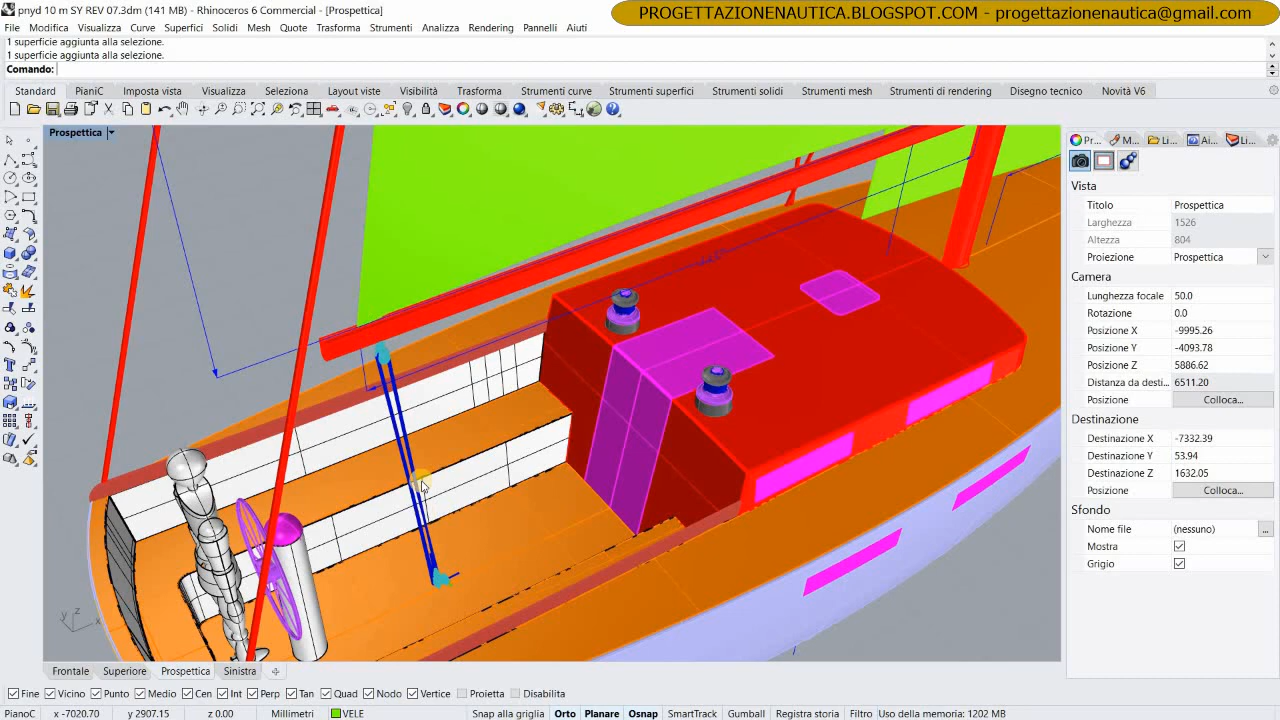 pnyd 10 m SY REV 07.3dm (141 MB) - Rhinoceros 6 Commercial - [Prospettica]
PROGETTAZIONENAUTICA.BLOGSPOT.COM - progettazionenautica@gmail.com
File Modifica Visualizza Curve Superfici Solidi Mesh Quote Trasforma Strumenti Analizza Rendering Pannelli Aiuti
1 superficie aggiunta alla selezione.
1 superficie aggiunta alla selezione.
Comando:
Standard PianiC Imposta vista Visualizza Selezione Layout viste Visibilità Trasforma Strumenti curve Strumenti superfici Strumenti solidi Strumenti mesh Strumenti di rendering Disegno tecnico Novità V6
Prospettica
Pr... M... Li... Ai... Li...
Vista
Titolo Prospettica
Larghezza 1526
Altezza 804
Proiezione Prospettica
Camera
Lunghezza focale 50.0
Rotazione 0.0
Posizione X -9995.26
Posizione Y -4093.78
Posizione Z 5886.62
Distanza da desti... 6511.20
Posizione Colloca...
Destinazione
Destinazione X -7332.39
Destinazione Y 53.94
Destinazione Z 1632.05
Posizione Colloca...
Sfondo
Nome file (nessuno) ...
Mostra
Grigio
z
y x
Frontale Superiore Prospettica Sinistra
Fine Vicino Punto Medio Cen Int Perp Tan Quad Nodo Vertice Proietta Disabilita
PianoC x -7020.70 y 2907.15 z 0.00 Millimetri VELE Snap alla griglia Orto Planare Osnap SmartTrack Gumball Registra storia Filtro Uso della memoria: 1202 MB